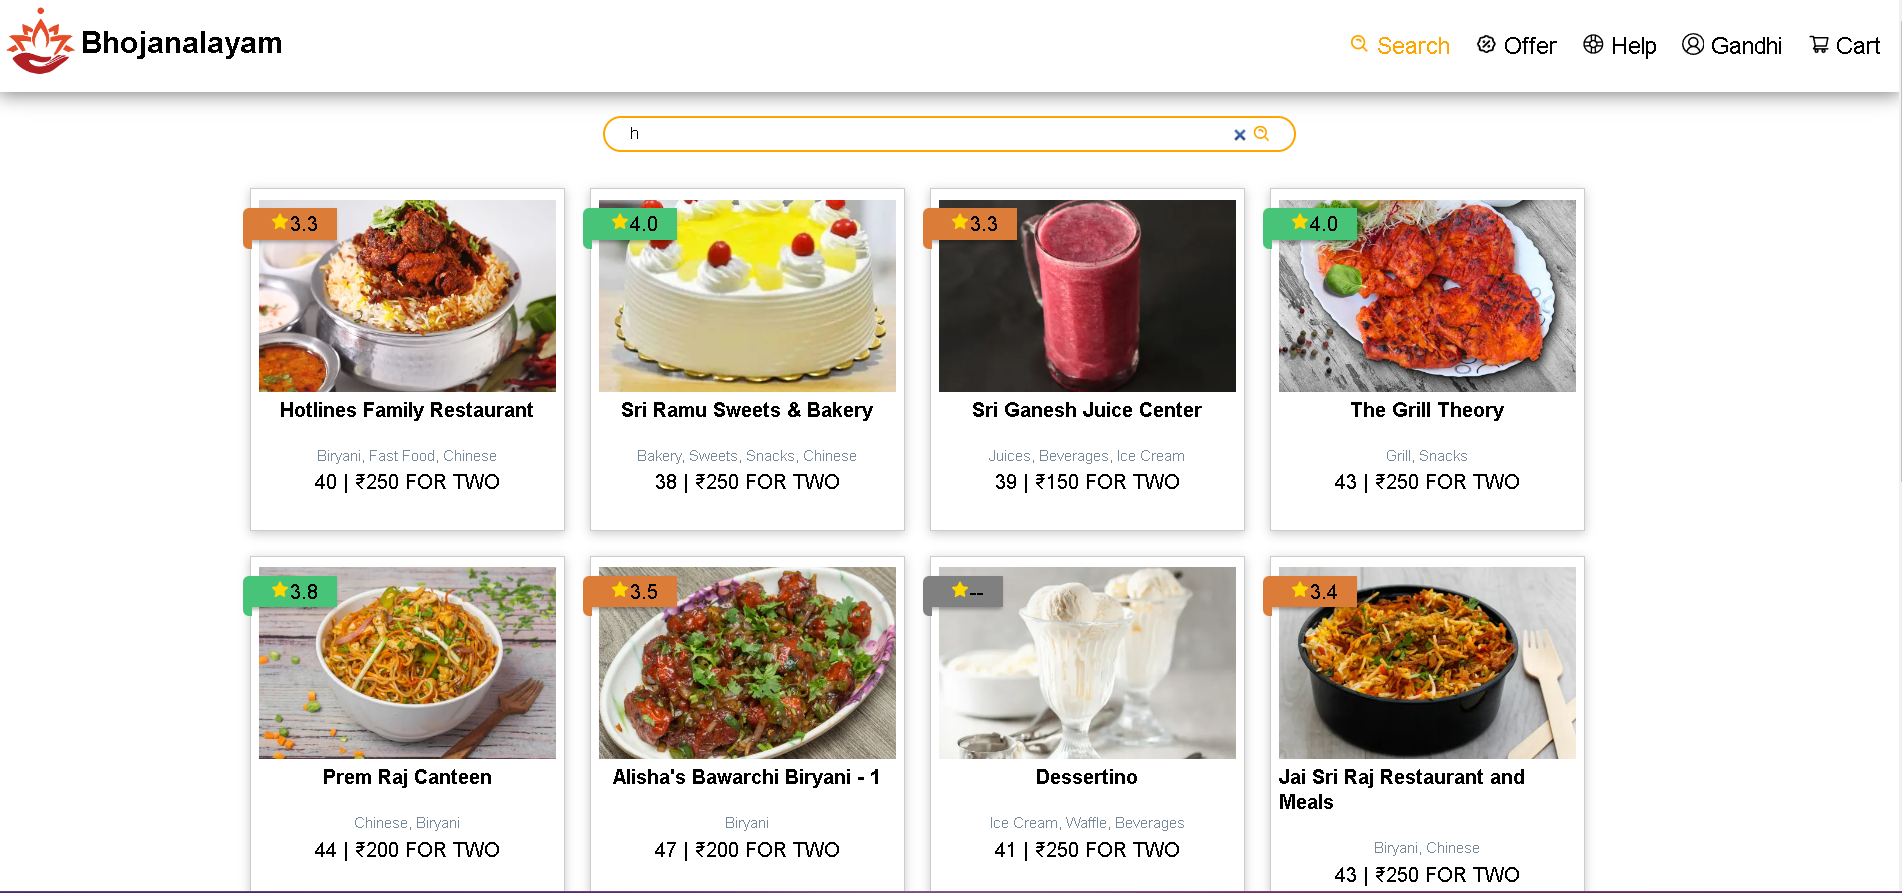 Bhojanalayam
Search Offer Help Gandhi Cart
h
3.3
Hotlines Family Restaurant
Biryani, Fast Food, Chinese
40 | ₹250 FOR TWO
4.0
Sri Ramu Sweets & Bakery
Bakery, Sweets, Snacks, Chinese
38 | ₹250 FOR TWO
3.3
Sri Ganesh Juice Center
Juices, Beverages, Ice Cream
39 | ₹150 FOR TWO
4.0
The Grill Theory
Grill, Snacks
43 | ₹250 FOR TWO
3.8
Prem Raj Canteen
Chinese, Biryani
44 | ₹200 FOR TWO
3.5
Alisha's Bawarchi Biryani - 1
Biryani
47 | ₹200 FOR TWO
--
Dessertino
Ice Cream, Waffle, Beverages
41 | ₹250 FOR TWO
3.4
Jai Sri Raj Restaurant and
Meals
Biryani, Chinese
43 | ₹250 FOR TWO